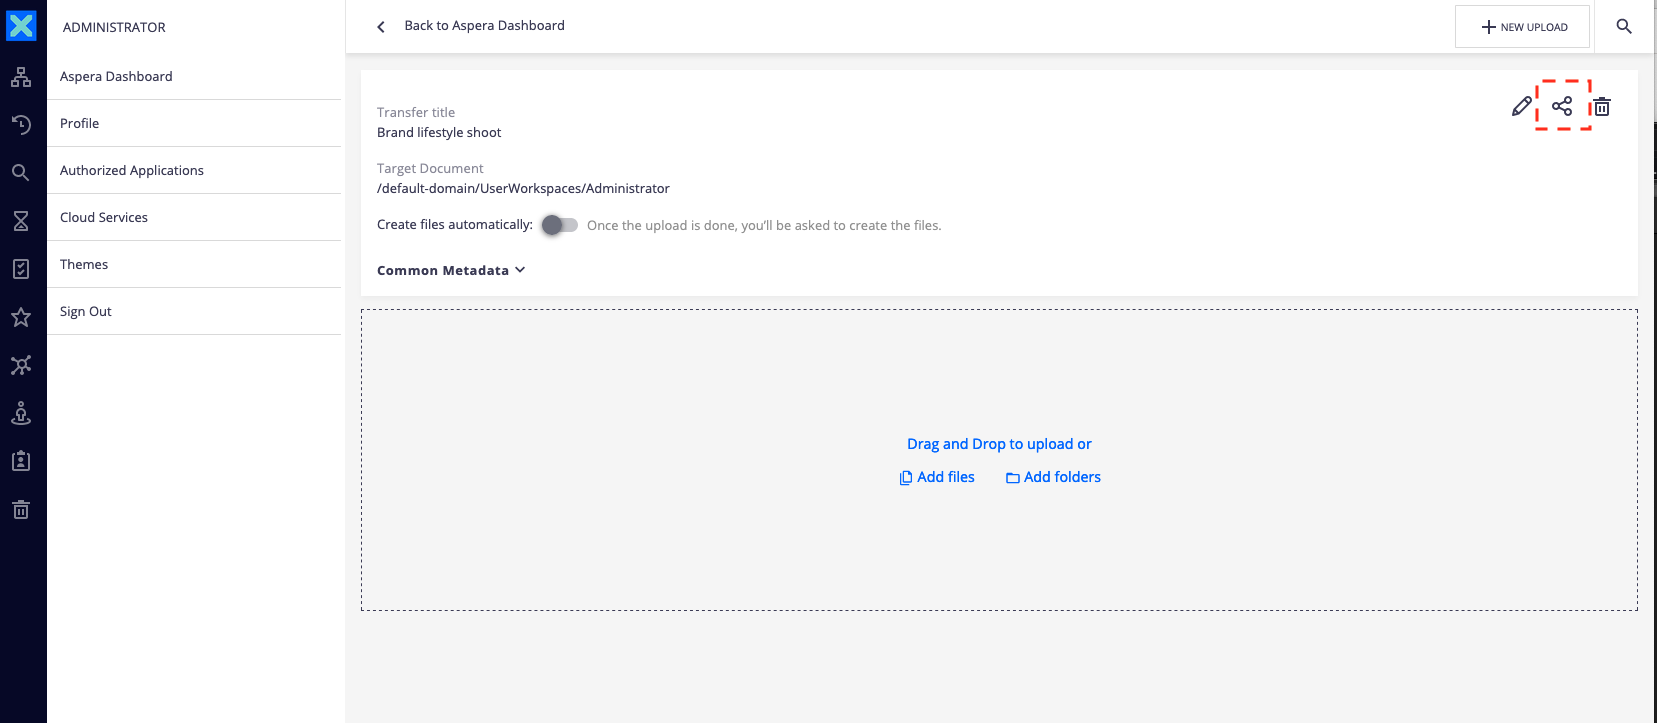 ADMINISTRATOR
Aspera Dashboard
Profile
Authorized Applications
Cloud Services
Themes
Sign Out
Back to Aspera Dashboard
NEW UPLOAD
Transfer title
Brand lifestyle shoot
Target Document
/default-domain/UserWorkspaces/Administrator
Create files automatically: Once the upload is done, you'll be asked to create the files.
Common Metadata
Drag and Drop to upload or
Add files Add folders